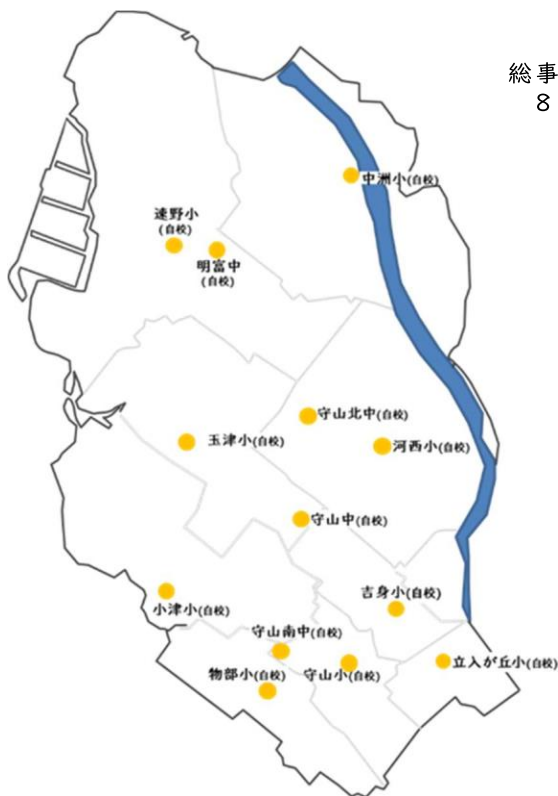 総事
8
中洲小(自校)
速野小
(自校)
明富中
(自校)
守山北中(自校)
玉津小(自校)
河西小(自校)
守山中(自校)
吉身小(自校)
小津小(自校)
守山南中(自校)
物部小(自校)
守山小(自校)
立入が丘小(自校)